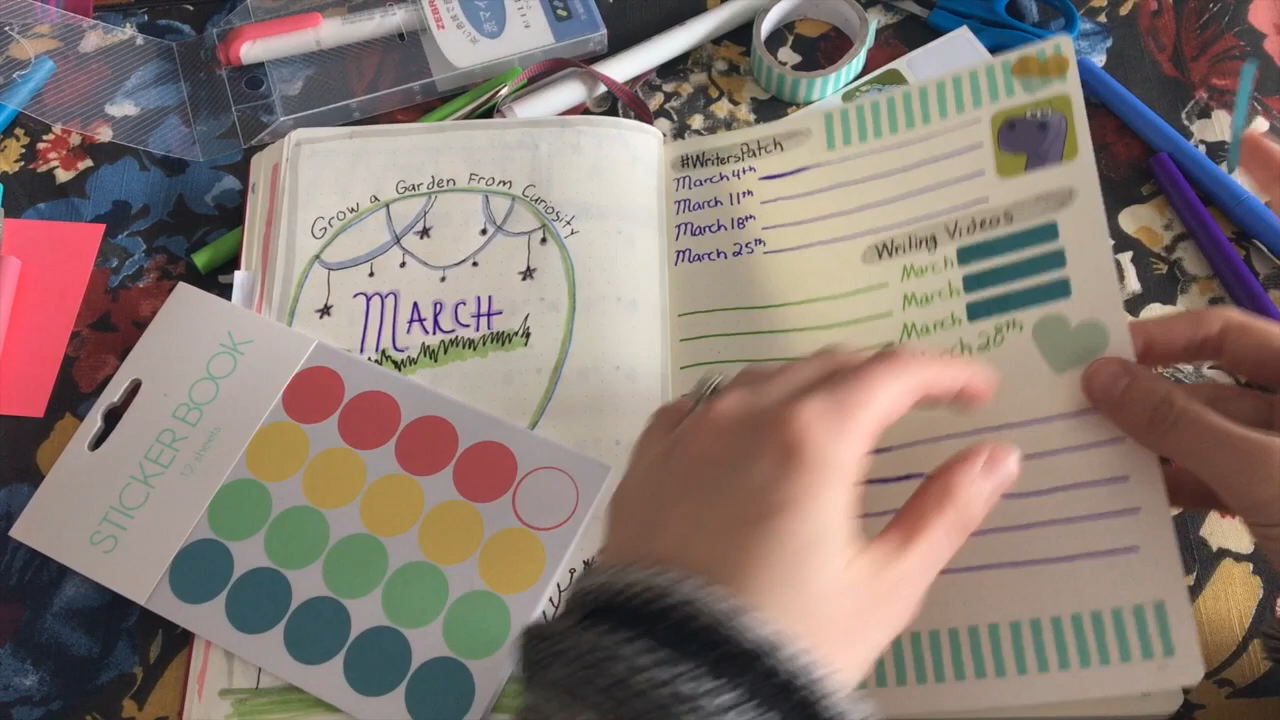 Grow a Garden From Curiosity
MARCH
STICKER BOOK
12 sheets
#WritersPatch
March 4th
March 11th
March 18th
March 25th
Writing Videos
March
March
March
March 28th